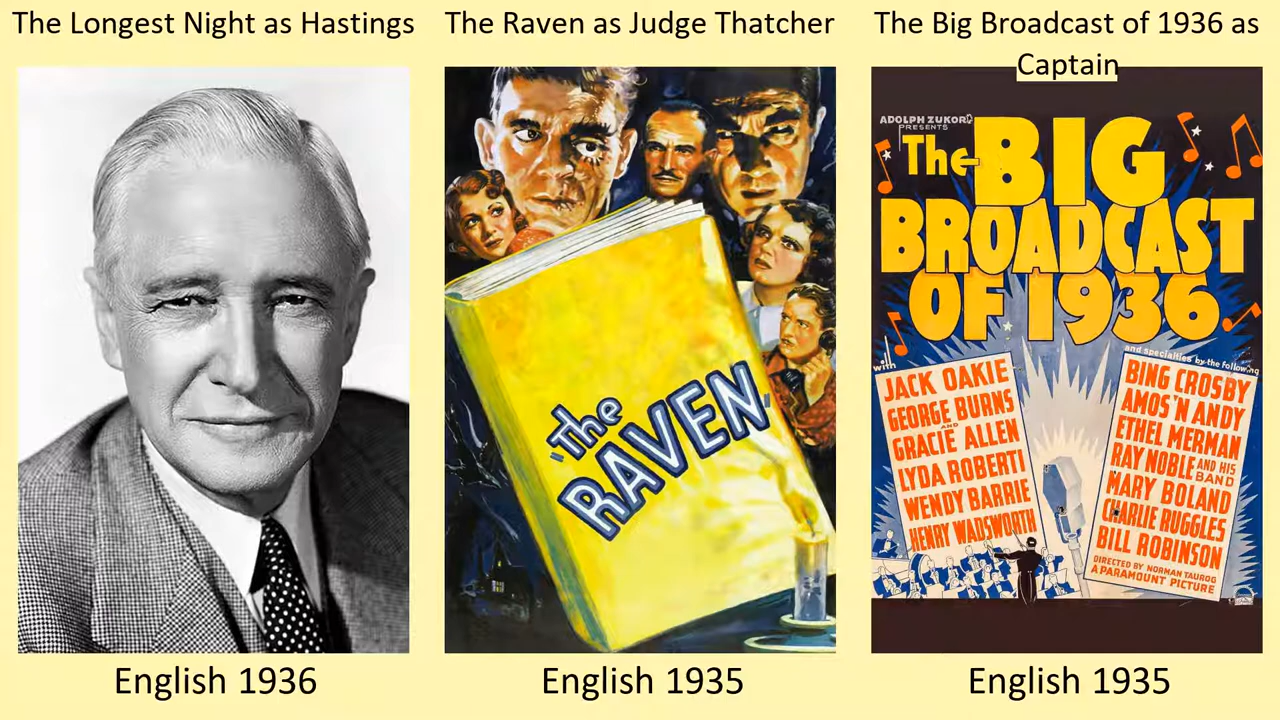 The Longest Night as Hastings
The Raven as Judge Thatcher
The Big Broadcast of 1936 as
Captain
"The
RAVEN"
ADOLPH ZUKOR
PRESENTS
The BIG
BROADCAST
OF 1936
with
JACK OAKIE
GEORGE BURNS
AND
GRACIE ALLEN
LYDA ROBERTI
WENDY BARRIE
HENRY WADSWORTH
and specialties by the following
BING CROSBY
AMOS 'N ANDY
ETHEL MERMAN
RAY NOBLE AND HIS
BAND
MARY BOLAND
CHARLIE RUGGLES
BILL ROBINSON
DIRECTED BY NORMAN TAUROG
A PARAMOUNT PICTURE
English 1936
English 1935
English 1935